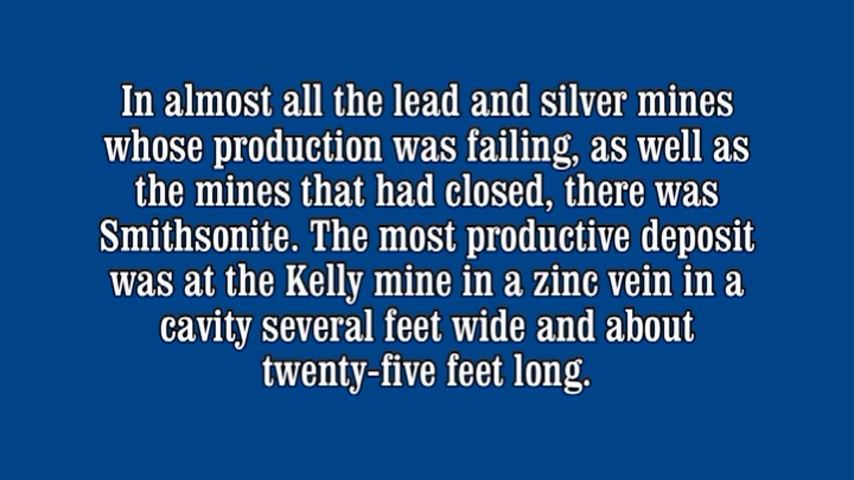 In almost all the lead and silver mines
whose production was failing, as well as
the mines that had closed, there was
Smithsonite. The most productive deposit
was at the Kelly mine in a zinc vein in a
cavity several feet wide and about
twenty-five feet long.